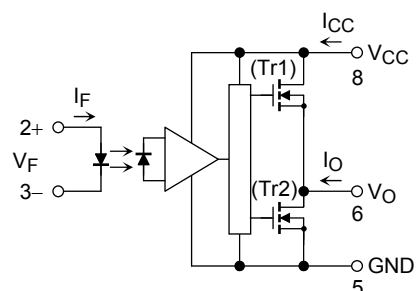 ICC
(Tr1)
VCC
8
IF
2+
VF
3−
IO
(Tr2)
VO
6
GND
5